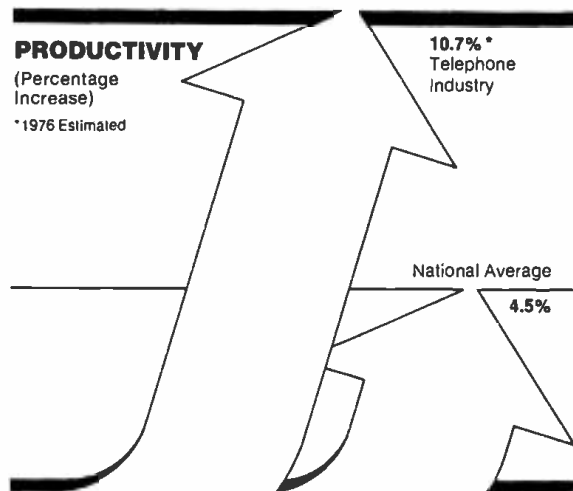 PRODUCTIVITY
(Percentage
Increase)
*1976 Estimated
10.7% *
Telephone
Industry
National Average
4.5%